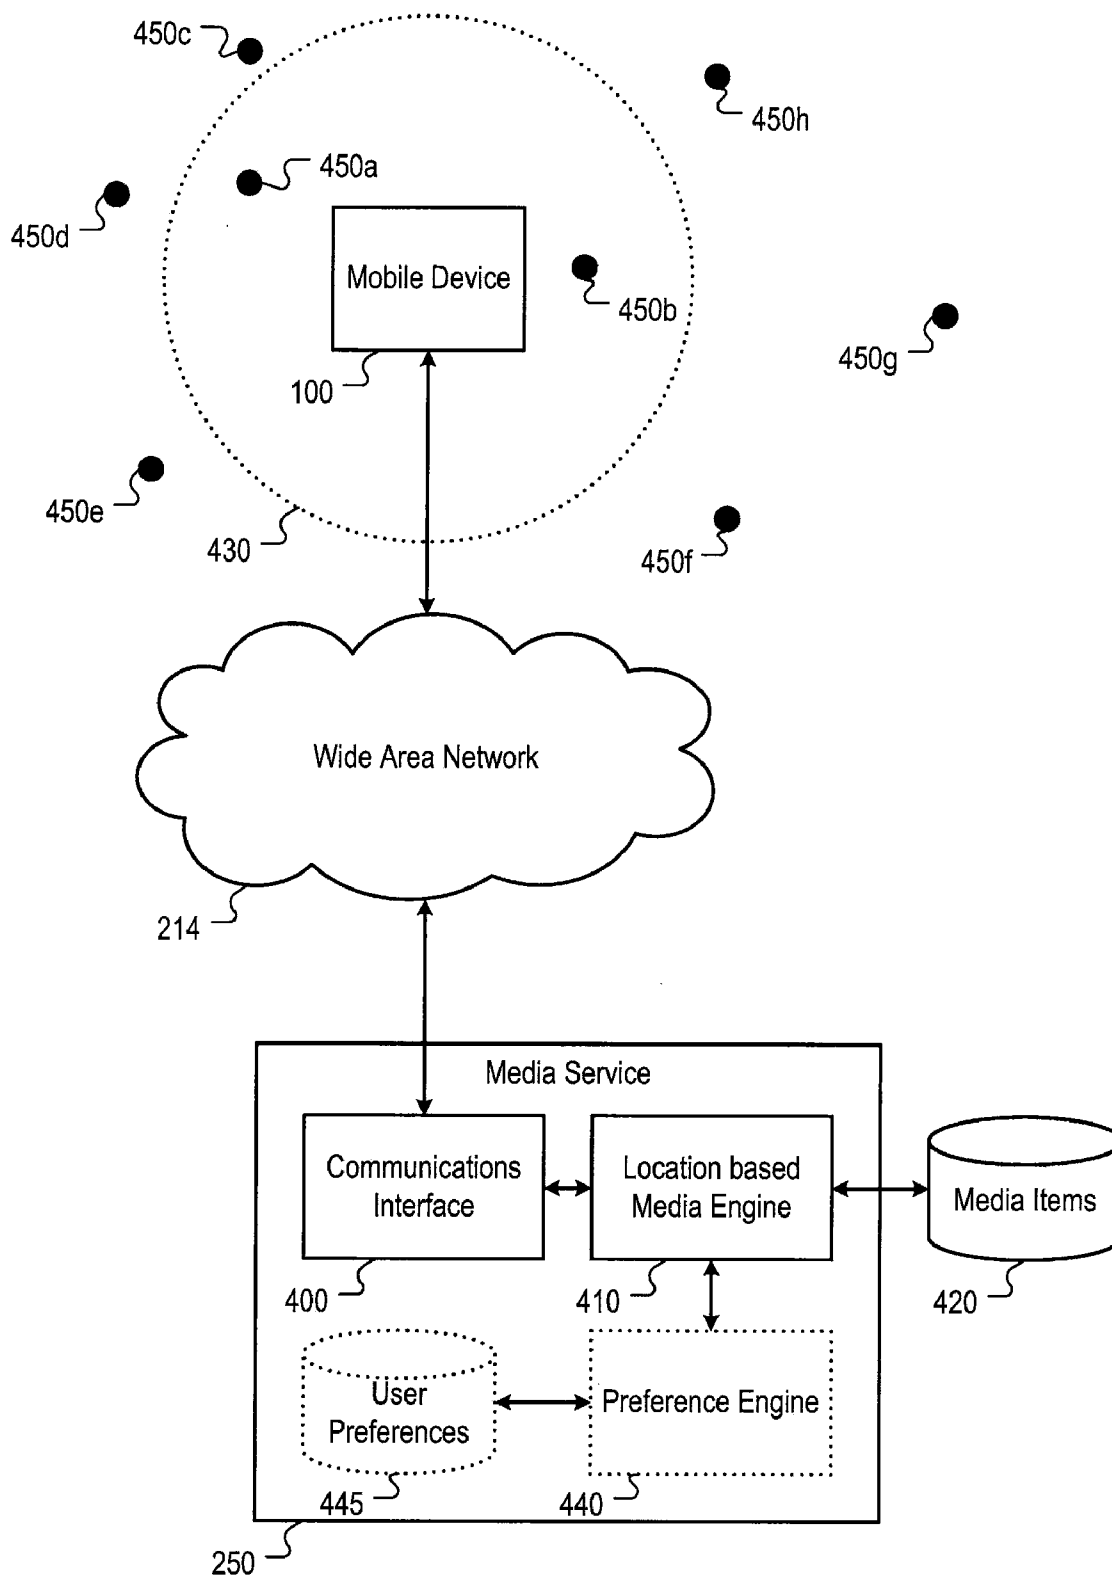 450c
450h
450a
450d
Mobile Device
450b
450g
100
450e
430
450f
Wide Area Network
214
Media Service
Communications
Interface
Location based
Media Engine
Media Items
400
410
420
User
Preferences
Preference Engine
445
440
250